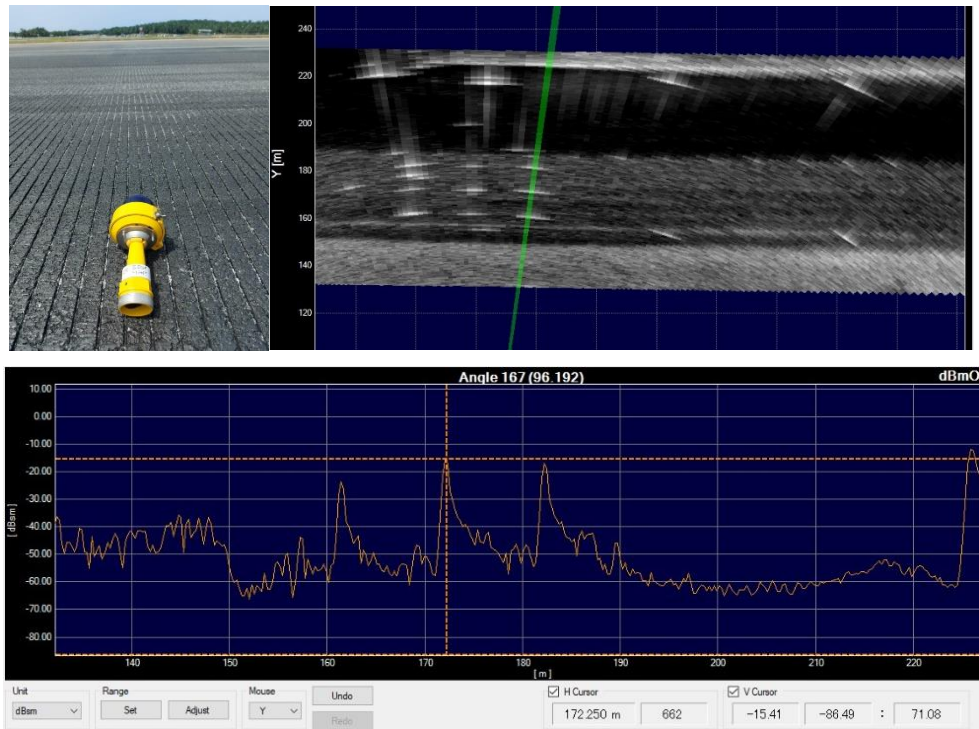 250
220
200
180
160
140
120
Y [m]
Angle 167 (96.192)
dBmO
10.00
0.00
-10.00
-20.00
-30.00
-40.00
-50.00
-60.00
-70.00
-80.00
[ dBsm ]
140
150
160
170
180
190
200
210
220
[ m ]
Unit
Range
Mouse
Undo
H Cursor
V Cursor
dBsm
Set
Adjust
Y
Redo
172.250 m
662
-15.41
-86.49
:
71.08